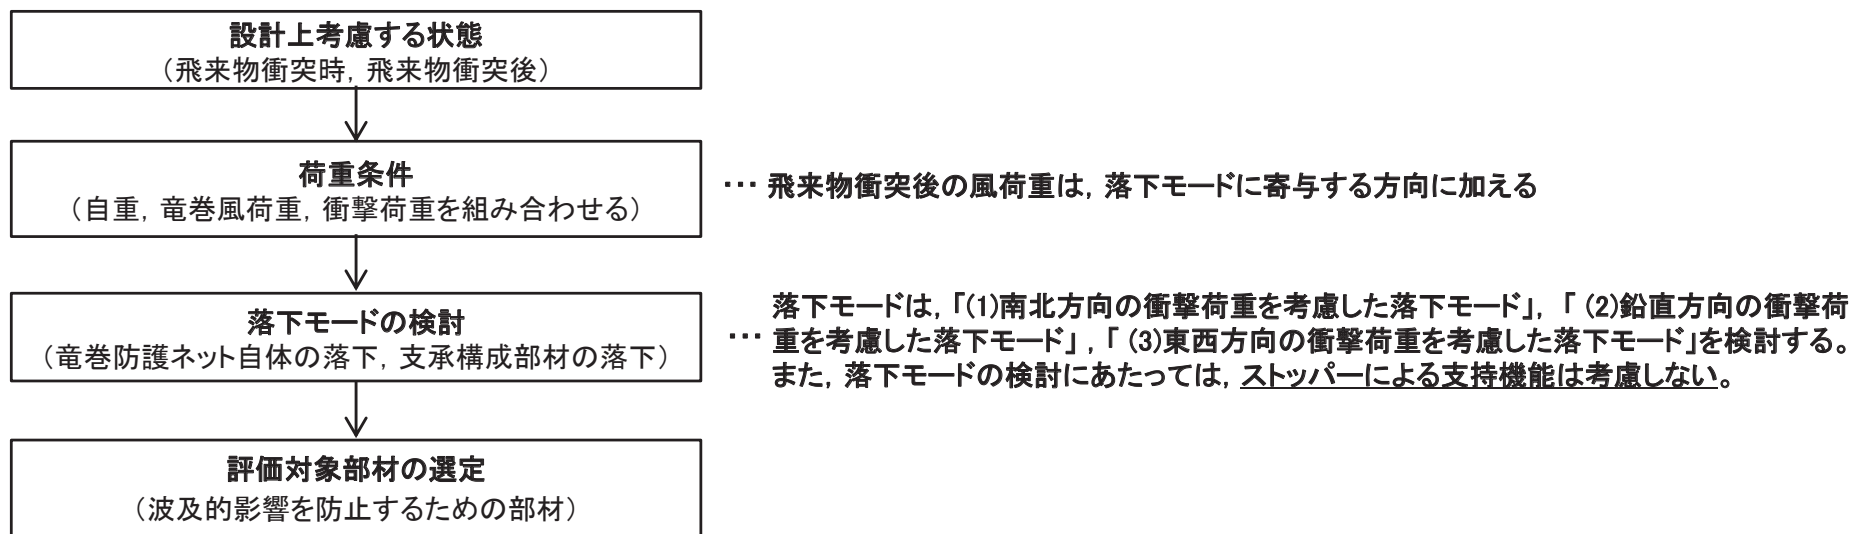 設計上考慮する状態
（飛来物衝突時，飛来物衝突後）
荷重条件
（自重，竜巻風荷重，衝撃荷重を組み合わせる）
… 飛来物衝突後の風荷重は，落下モードに寄与する方向に加える
落下モードの検討
（竜巻防護ネット自体の落下，支承構成部材の落下）
落下モードは，「(1)南北方向の衝撃荷重を考慮した落下モード」，「 (2)鉛直方向の衝撃荷
… 重を考慮した落下モード」，「 (3)東西方向の衝撃荷重を考慮した落下モード」を検討する。
また，落下モードの検討にあたっては，ストッパーによる支持機能は考慮しない。
評価対象部材の選定
（波及的影響を防止するための部材）